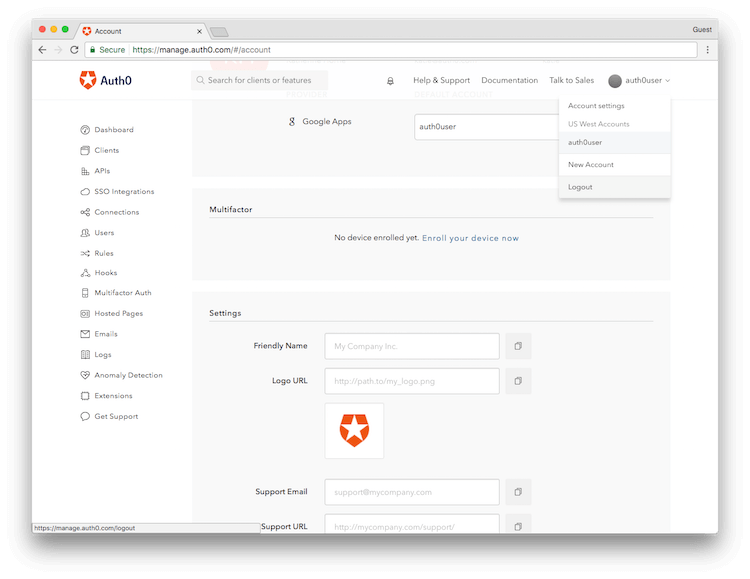 Account
Guest
Secure https://manage.auth0.com/#/account
Auth0
Search for clients or features
Help & Support
Documentation
Talk to Sales
auth0user
Account settings
US West Accounts
auth0user
New Account
Logout
Dashboard
Clients
APIs
SSO Integrations
Connections
Users
Rules
Hooks
Multifactor Auth
Hosted Pages
Emails
Logs
Anomaly Detection
Extensions
Get Support
DEFAULT ACCOUNT
Google Apps
auth0user
Multifactor
No device enrolled yet. Enroll your device now
Settings
Friendly Name
My Company Inc.
Logo URL
http://path.to/my_logo.png
Support Email
support@mycompany.com
Support URL
http://mycompany.com/support/
https://manage.auth0.com/logout